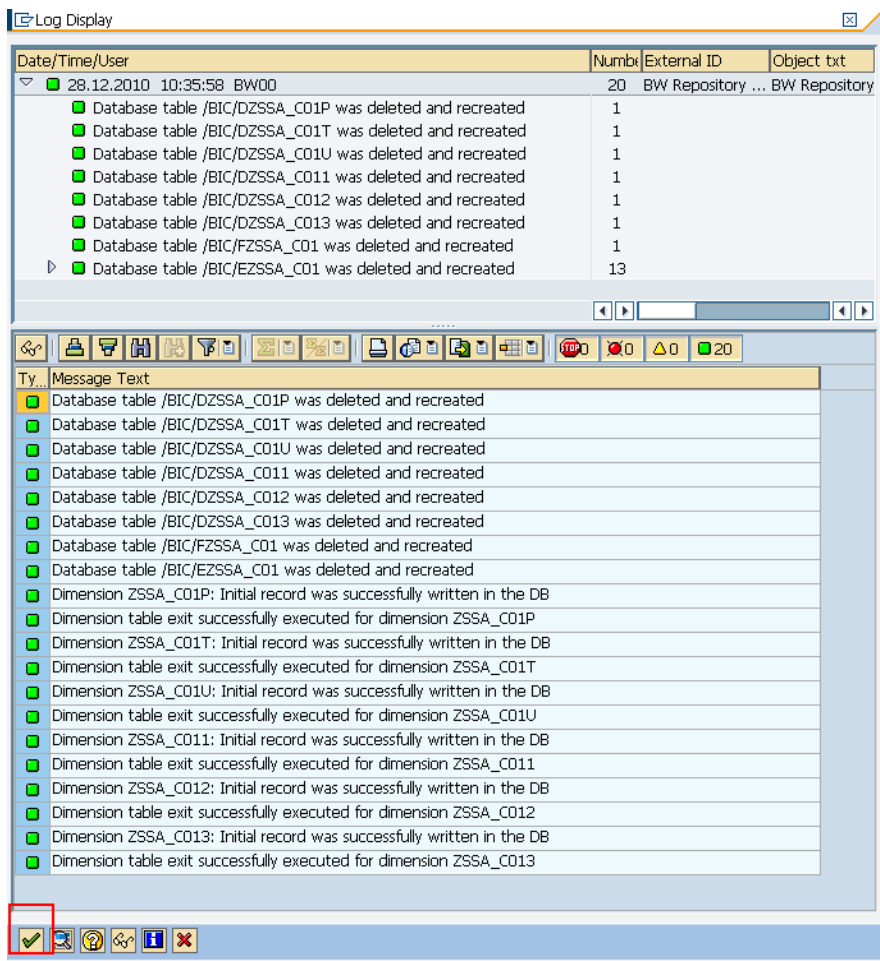 Log Display
Date/Time/User Numbe External ID Object txt
28.12.2010 10:35:58 BW00 20 BW Repository ... BW Repository
Database table /BIC/DZSSA_C01P was deleted and recreated 1
Database table /BIC/DZSSA_C01T was deleted and recreated 1
Database table /BIC/DZSSA_C01U was deleted and recreated 1
Database table /BIC/DZSSA_C011 was deleted and recreated 1
Database table /BIC/DZSSA_C012 was deleted and recreated 1
Database table /BIC/DZSSA_C013 was deleted and recreated 1
Database table /BIC/FZSSA_C01 was deleted and recreated 1
Database table /BIC/EZSSA_C01 was deleted and recreated 13
STOP 0 0 0 20
Ty... Message Text
Database table /BIC/DZSSA_C01P was deleted and recreated
Database table /BIC/DZSSA_C01T was deleted and recreated
Database table /BIC/DZSSA_C01U was deleted and recreated
Database table /BIC/DZSSA_C011 was deleted and recreated
Database table /BIC/DZSSA_C012 was deleted and recreated
Database table /BIC/DZSSA_C013 was deleted and recreated
Database table /BIC/FZSSA_C01 was deleted and recreated
Database table /BIC/EZSSA_C01 was deleted and recreated
Dimension ZSSA_C01P: Initial record was successfully written in the DB
Dimension table exit successfully executed for dimension ZSSA_C01P
Dimension ZSSA_C01T: Initial record was successfully written in the DB
Dimension table exit successfully executed for dimension ZSSA_C01T
Dimension ZSSA_C01U: Initial record was successfully written in the DB
Dimension table exit successfully executed for dimension ZSSA_C01U
Dimension ZSSA_C011: Initial record was successfully written in the DB
Dimension table exit successfully executed for dimension ZSSA_C011
Dimension ZSSA_C012: Initial record was successfully written in the DB
Dimension table exit successfully executed for dimension ZSSA_C012
Dimension ZSSA_C013: Initial record was successfully written in the DB
Dimension table exit successfully executed for dimension ZSSA_C013